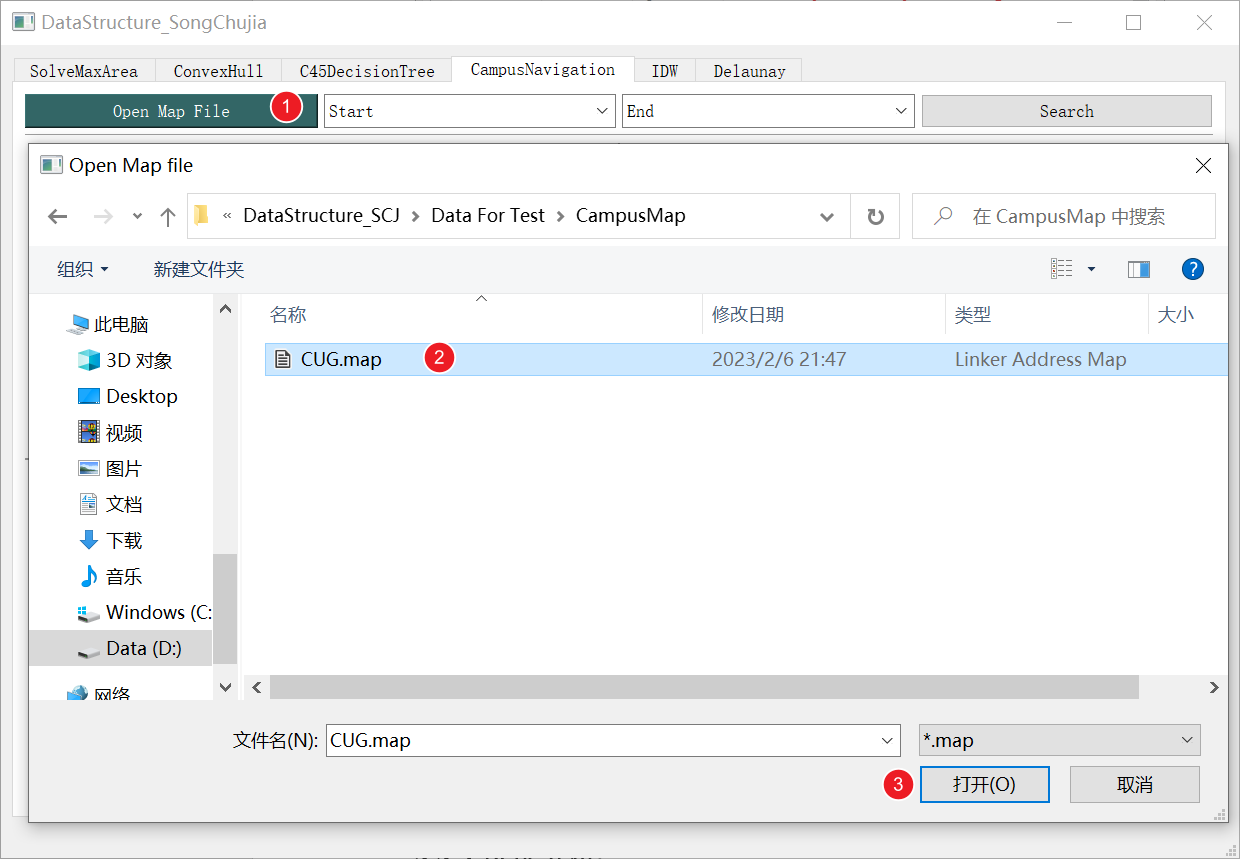 DataStructure_SongChujia
SolveMaxArea ConvexHull C45DecisionTree CampusNavigation IDW Delaunay
Open Map File 1 Start End Search
Open Map file
« DataStructure_SCJ > Data For Test > CampusMap 在 CampusMap 中搜索
组织 新建文件夹 ?
名称 修改日期 类型 大小
CUG.map 2 2023/2/6 21:47 Linker Address Map
此电脑
3D 对象
Desktop
视频
图片
文档
下载
音乐
Windows (C:
Data (D:)
网络
文件名(N): CUG.map *.map
3 打开(O) 取消